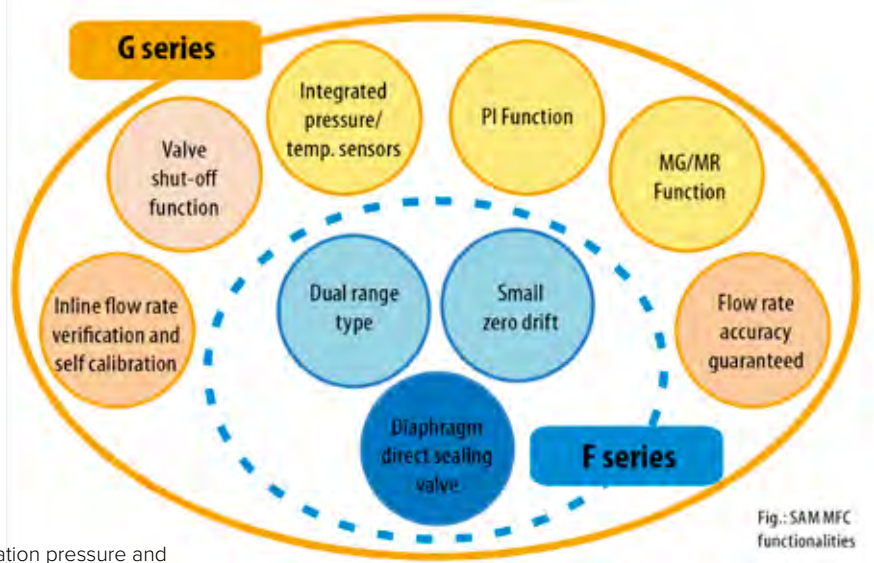 G series
Integrated
pressure/
temp. sensors
PI Function
Valve
shut-off
function
MG/MR
Function
Inline flow rate
verification and
self calibration
Dual range
type
Small
zero drift
Flow rate
accuracy
guaranteed
Diaphragm
direct sealing
valve
F series
Fig.: SAM MFC
functionalities
ation pressure and